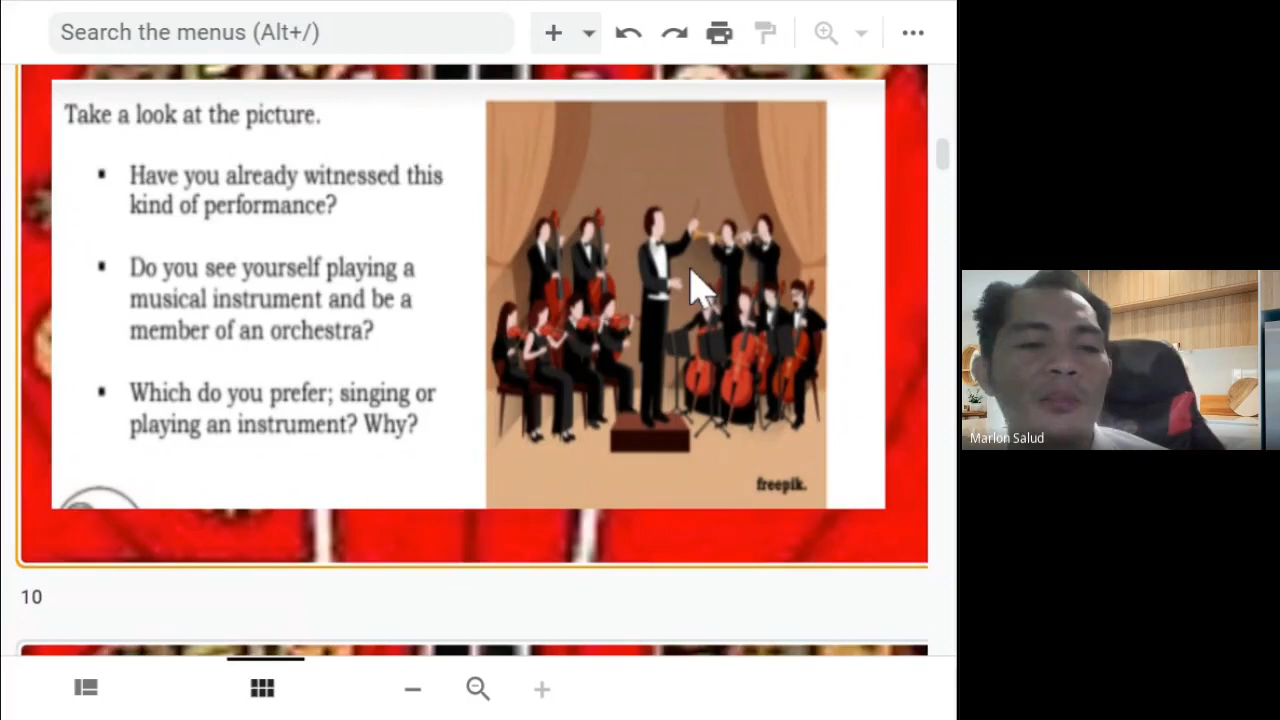 Search the menus (Alt+/)
Take a look at the picture.
▪ Have you already witnessed this
kind of performance?
▪ Do you see yourself playing a
musical instrument and be a
member of an orchestra?
▪ Which do you prefer; singing or
playing an instrument? Why?
freepik.
10
Marlon Salud